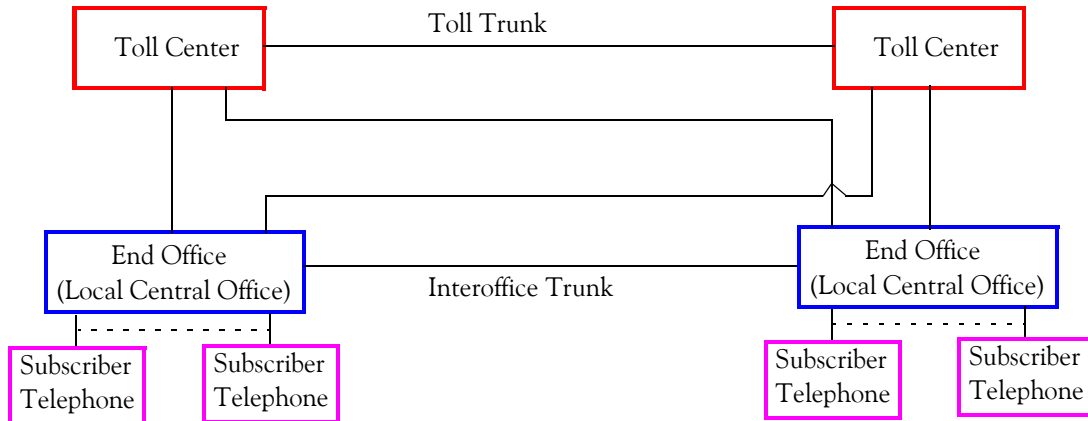 Toll Trunk
Toll Center
Toll Center
End Office
(Local Central Office)
End Office
(Local Central Office)
Interoffice Trunk
Subscriber
Telephone
Subscriber
Telephone
Subscriber
Telephone
Subscriber
Telephone